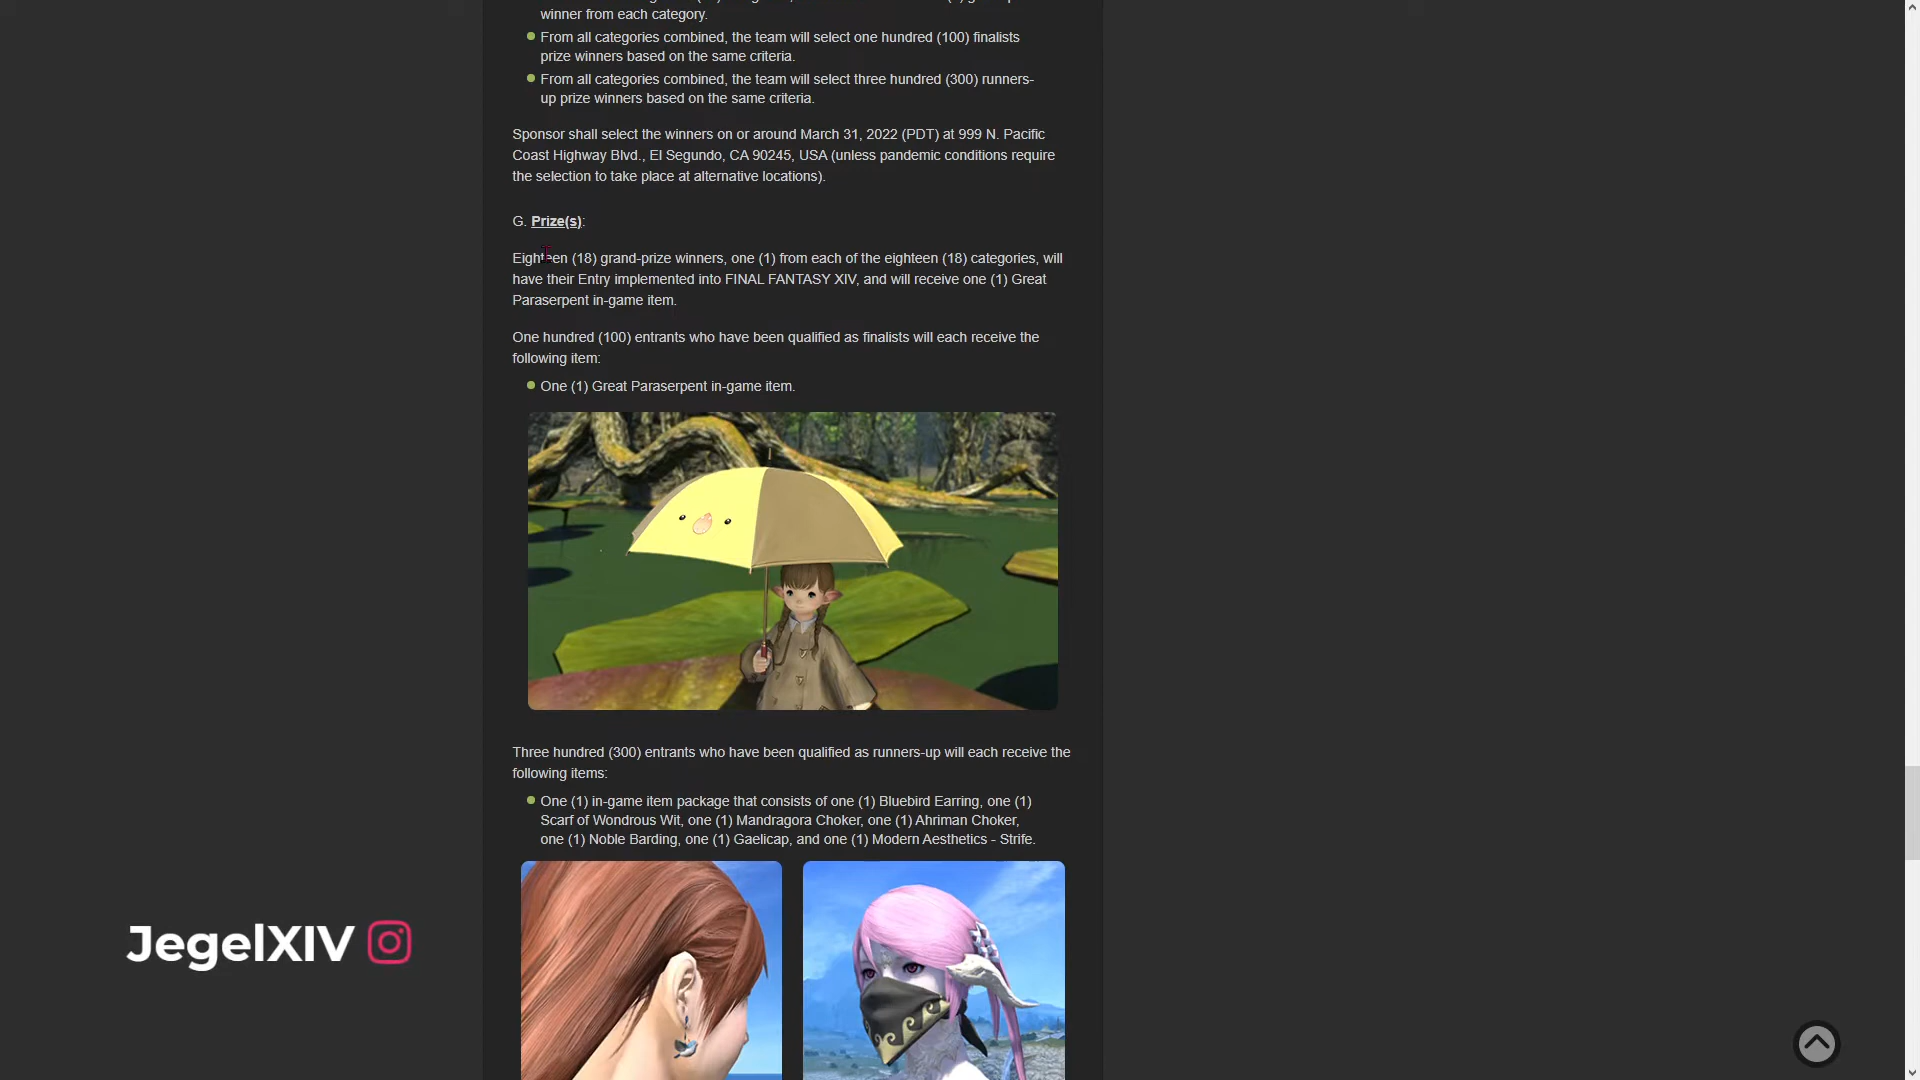 winner from each category.
From all categories combined, the team will select one hundred (100) finalists
prize winners based on the same criteria.
From all categories combined, the team will select three hundred (300) runners-
up prize winners based on the same criteria.
Sponsor shall select the winners on or around March 31, 2022 (PDT) at 999 N. Pacific
Coast Highway Blvd., El Segundo, CA 90245, USA (unless pandemic conditions require
the selection to take place at alternative locations).
G. Prize(s):
Eighteen (18) grand-prize winners, one (1) from each of the eighteen (18) categories, will
have their Entry implemented into FINAL FANTASY XIV, and will receive one (1) Great
Paraserpent in-game item.
One hundred (100) entrants who have been qualified as finalists will each receive the
following item:
One (1) Great Paraserpent in-game item.
Three hundred (300) entrants who have been qualified as runners-up will each receive the
following items:
One (1) in-game item package that consists of one (1) Bluebird Earring, one (1)
Scarf of Wondrous Wit, one (1) Mandragora Choker, one (1) Ahriman Choker,
one (1) Noble Barding, one (1) Gaelicap, and one (1) Modern Aesthetics - Strife.
JegelXIV